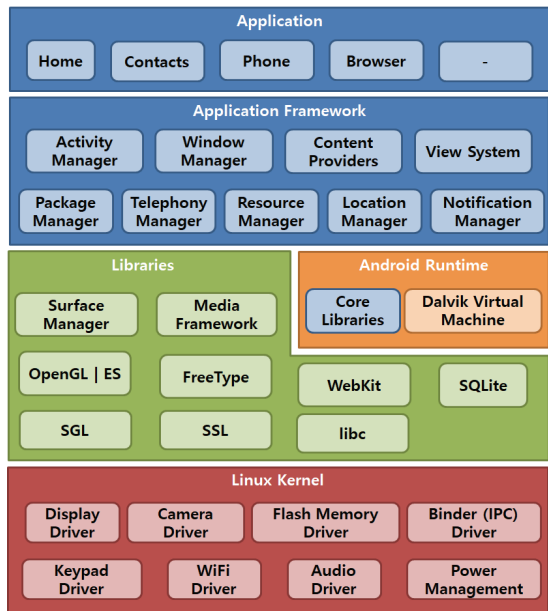 Application
Home
Contacts
Phone
Browser
-
Application Framework
Activity
Manager
Window
Manager
Content
Providers
View System
Package
Manager
Telephony
Manager
Resource
Manager
Location
Manager
Notification
Manager
Libraries
Surface
Manager
Media
Framework
OpenGL | ES
FreeType
WebKit
SQLite
SGL
SSL
libc
Android Runtime
Core
Libraries
Dalvik Virtual
Machine
Linux Kernel
Display
Driver
Camera
Driver
Flash Memory
Driver
Binder (IPC)
Driver
Keypad
Driver
WiFi
Driver
Audio
Driver
Power
Management